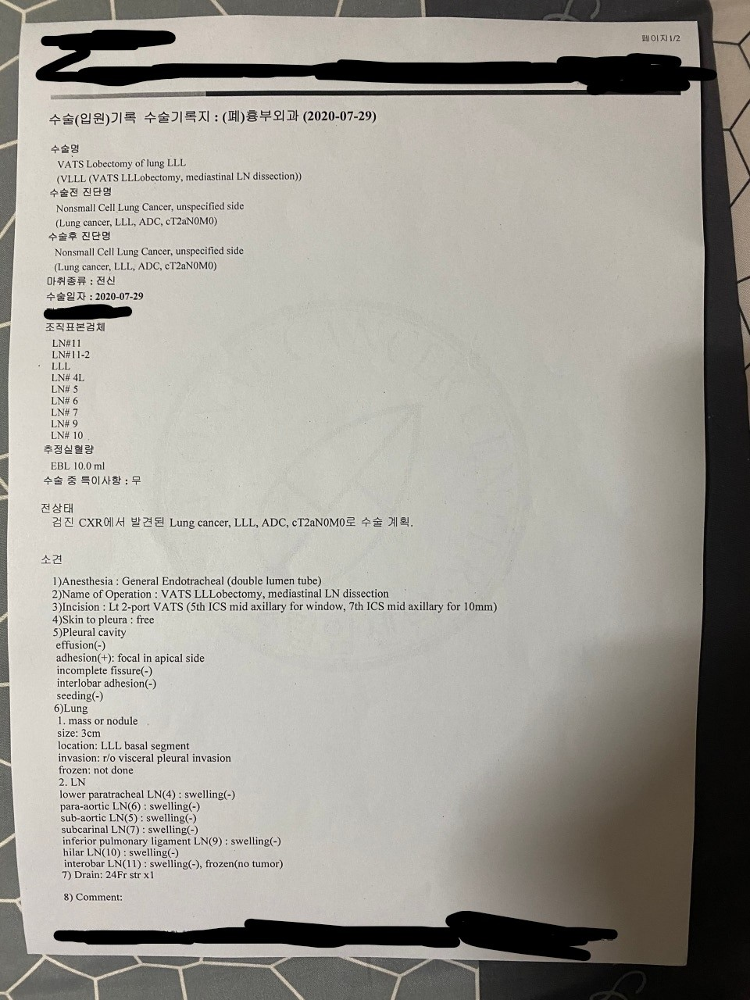 페이지1/2
수술(입원)기록 수술기록지 : (폐)흉부외과 (2020-07-29)
수술명
VATS Lobectomy of lung LLL
(VLLL (VATS LLLobectomy, mediastinal LN dissection))
수술전 진단명
Nonsmall Cell Lung Cancer, unspecified side
(Lung cancer, LLL, ADC, cT2aN0M0)
수술후 진단명
Nonsmall Cell Lung Cancer, unspecified side
(Lung cancer, LLL, ADC, cT2aN0M0)
마취종류 : 전신
수술일자 : 2020-07-29
조직표본검체
LN#11
LN#11-2
LLL
LN# 4L
LN# 5
LN# 6
LN# 7
LN# 9
LN# 10
추정실혈량
EBL 10.0 ml
수술 중 특이사항 : 무
전상태
검진 CXR에서 발견된 Lung cancer, LLL, ADC, cT2aN0M0로 수술 계획.
소견
1)Anesthesia : General Endotracheal (double lumen tube)
2)Name of Operation : VATS LLLobectomy, mediastinal LN dissection
3)Incision : Lt 2-port VATS (5th ICS mid axillary for window, 7th ICS mid axillary for 10mm)
4)Skin to pleura : free
5)Pleural cavity
effusion(-)
adhesion(+): focal in apical side
incomplete fissure(-)
interlobar adhesion(-)
seeding(-)
6)Lung
1. mass or nodule
size: 3cm
location: LLL basal segment
invasion: r/o visceral pleural invasion
frozen: not done
2. LN
lower paratracheal LN(4) : swelling(-)
para-aortic LN(6) : swelling(-)
sub-aortic LN(5) : swelling(-)
subcarinal LN(7) : swelling(-)
inferior pulmonary ligament LN(9) : swelling(-)
hilar LN(10) : swelling(-)
interobar LN(11) : swelling(-), frozen(no tumor)
7) Drain: 24Fr str x1
8) Comment: